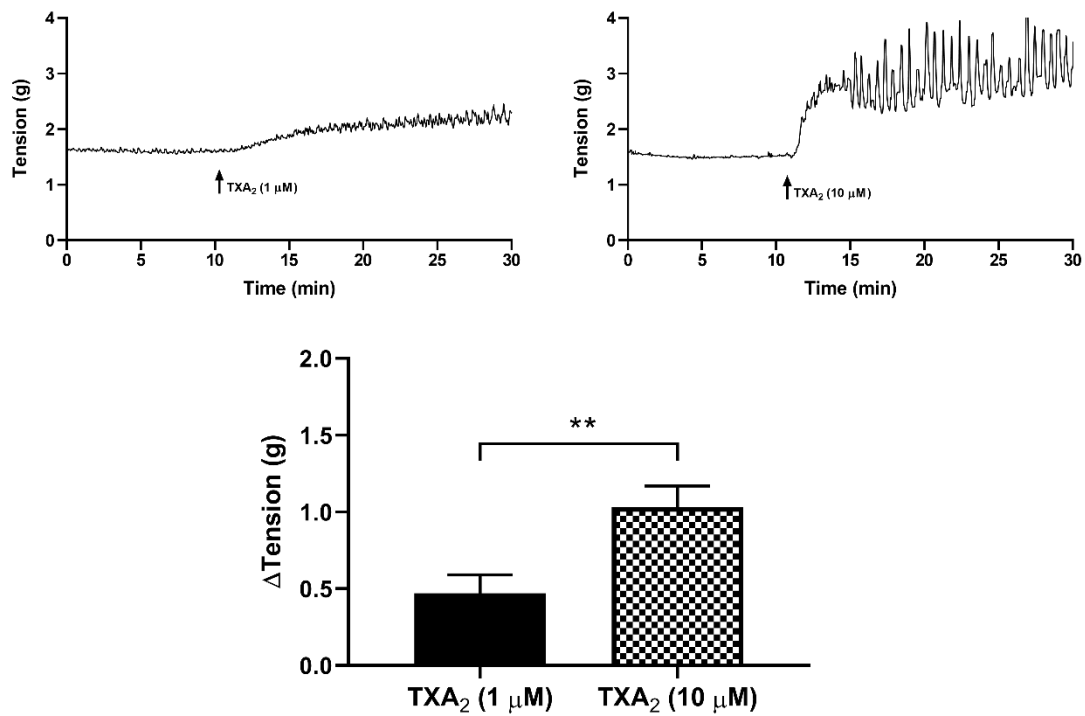 Tension (g)
4
3
2
1
0
TXA₂ (1 μM)
0 5 10 15 20 25 30
Time (min)
Tension (g)
4
3
2
1
0
TXA₂ (10 μM)
0 5 10 15 20 25 30
Time (min)
ΔTension (g)
2.0
1.5
1.0
0.5
0.0
**
TXA₂ (1 μM) TXA₂ (10 μM)